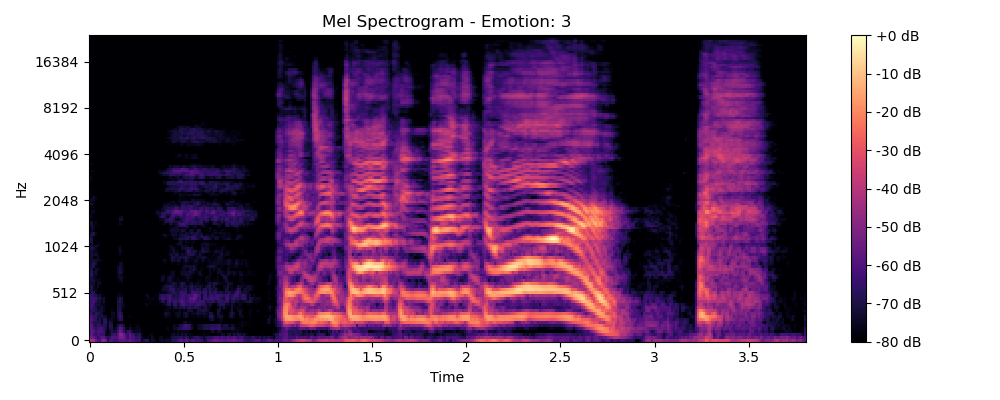 Mel Spectrogram - Emotion: 3
Hz
16384
8192
4096
2048
1024
512
0
0 0.5 1 1.5 2 2.5 3 3.5
Time
+0 dB
-10 dB
-20 dB
-30 dB
-40 dB
-50 dB
-60 dB
-70 dB
-80 dB